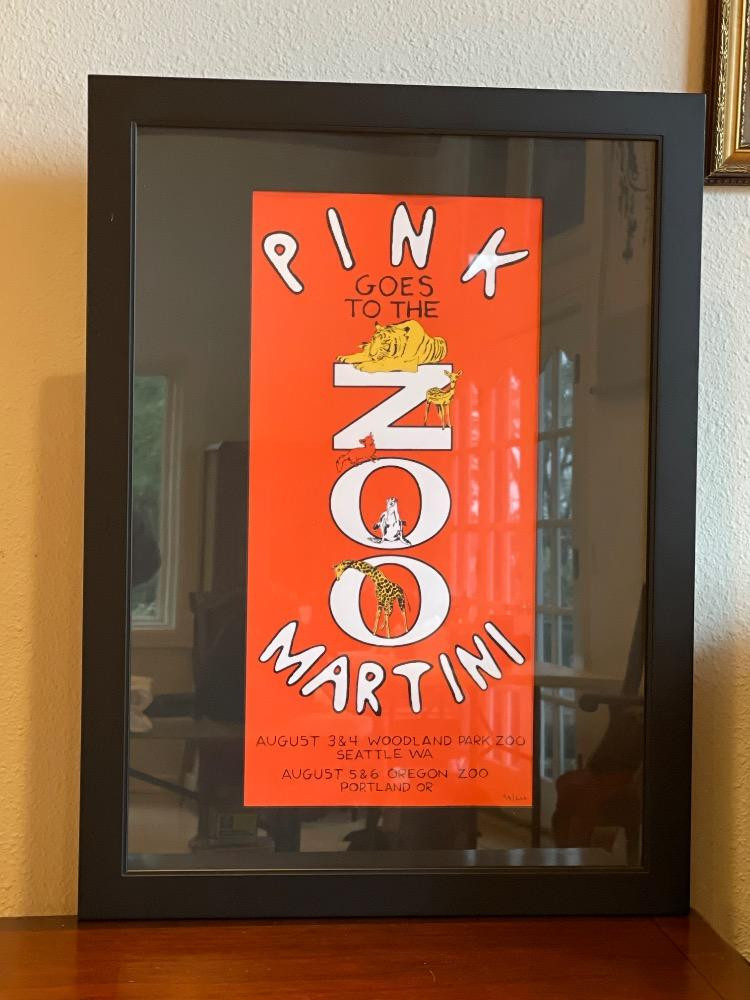 PINK
GOES
TO THE
ZOO
MARTINI
AUGUST 3&4 WOODLAND PARK ZOO
SEATTLE WA
AUGUST 5&6 OREGON ZOO
PORTLAND OR